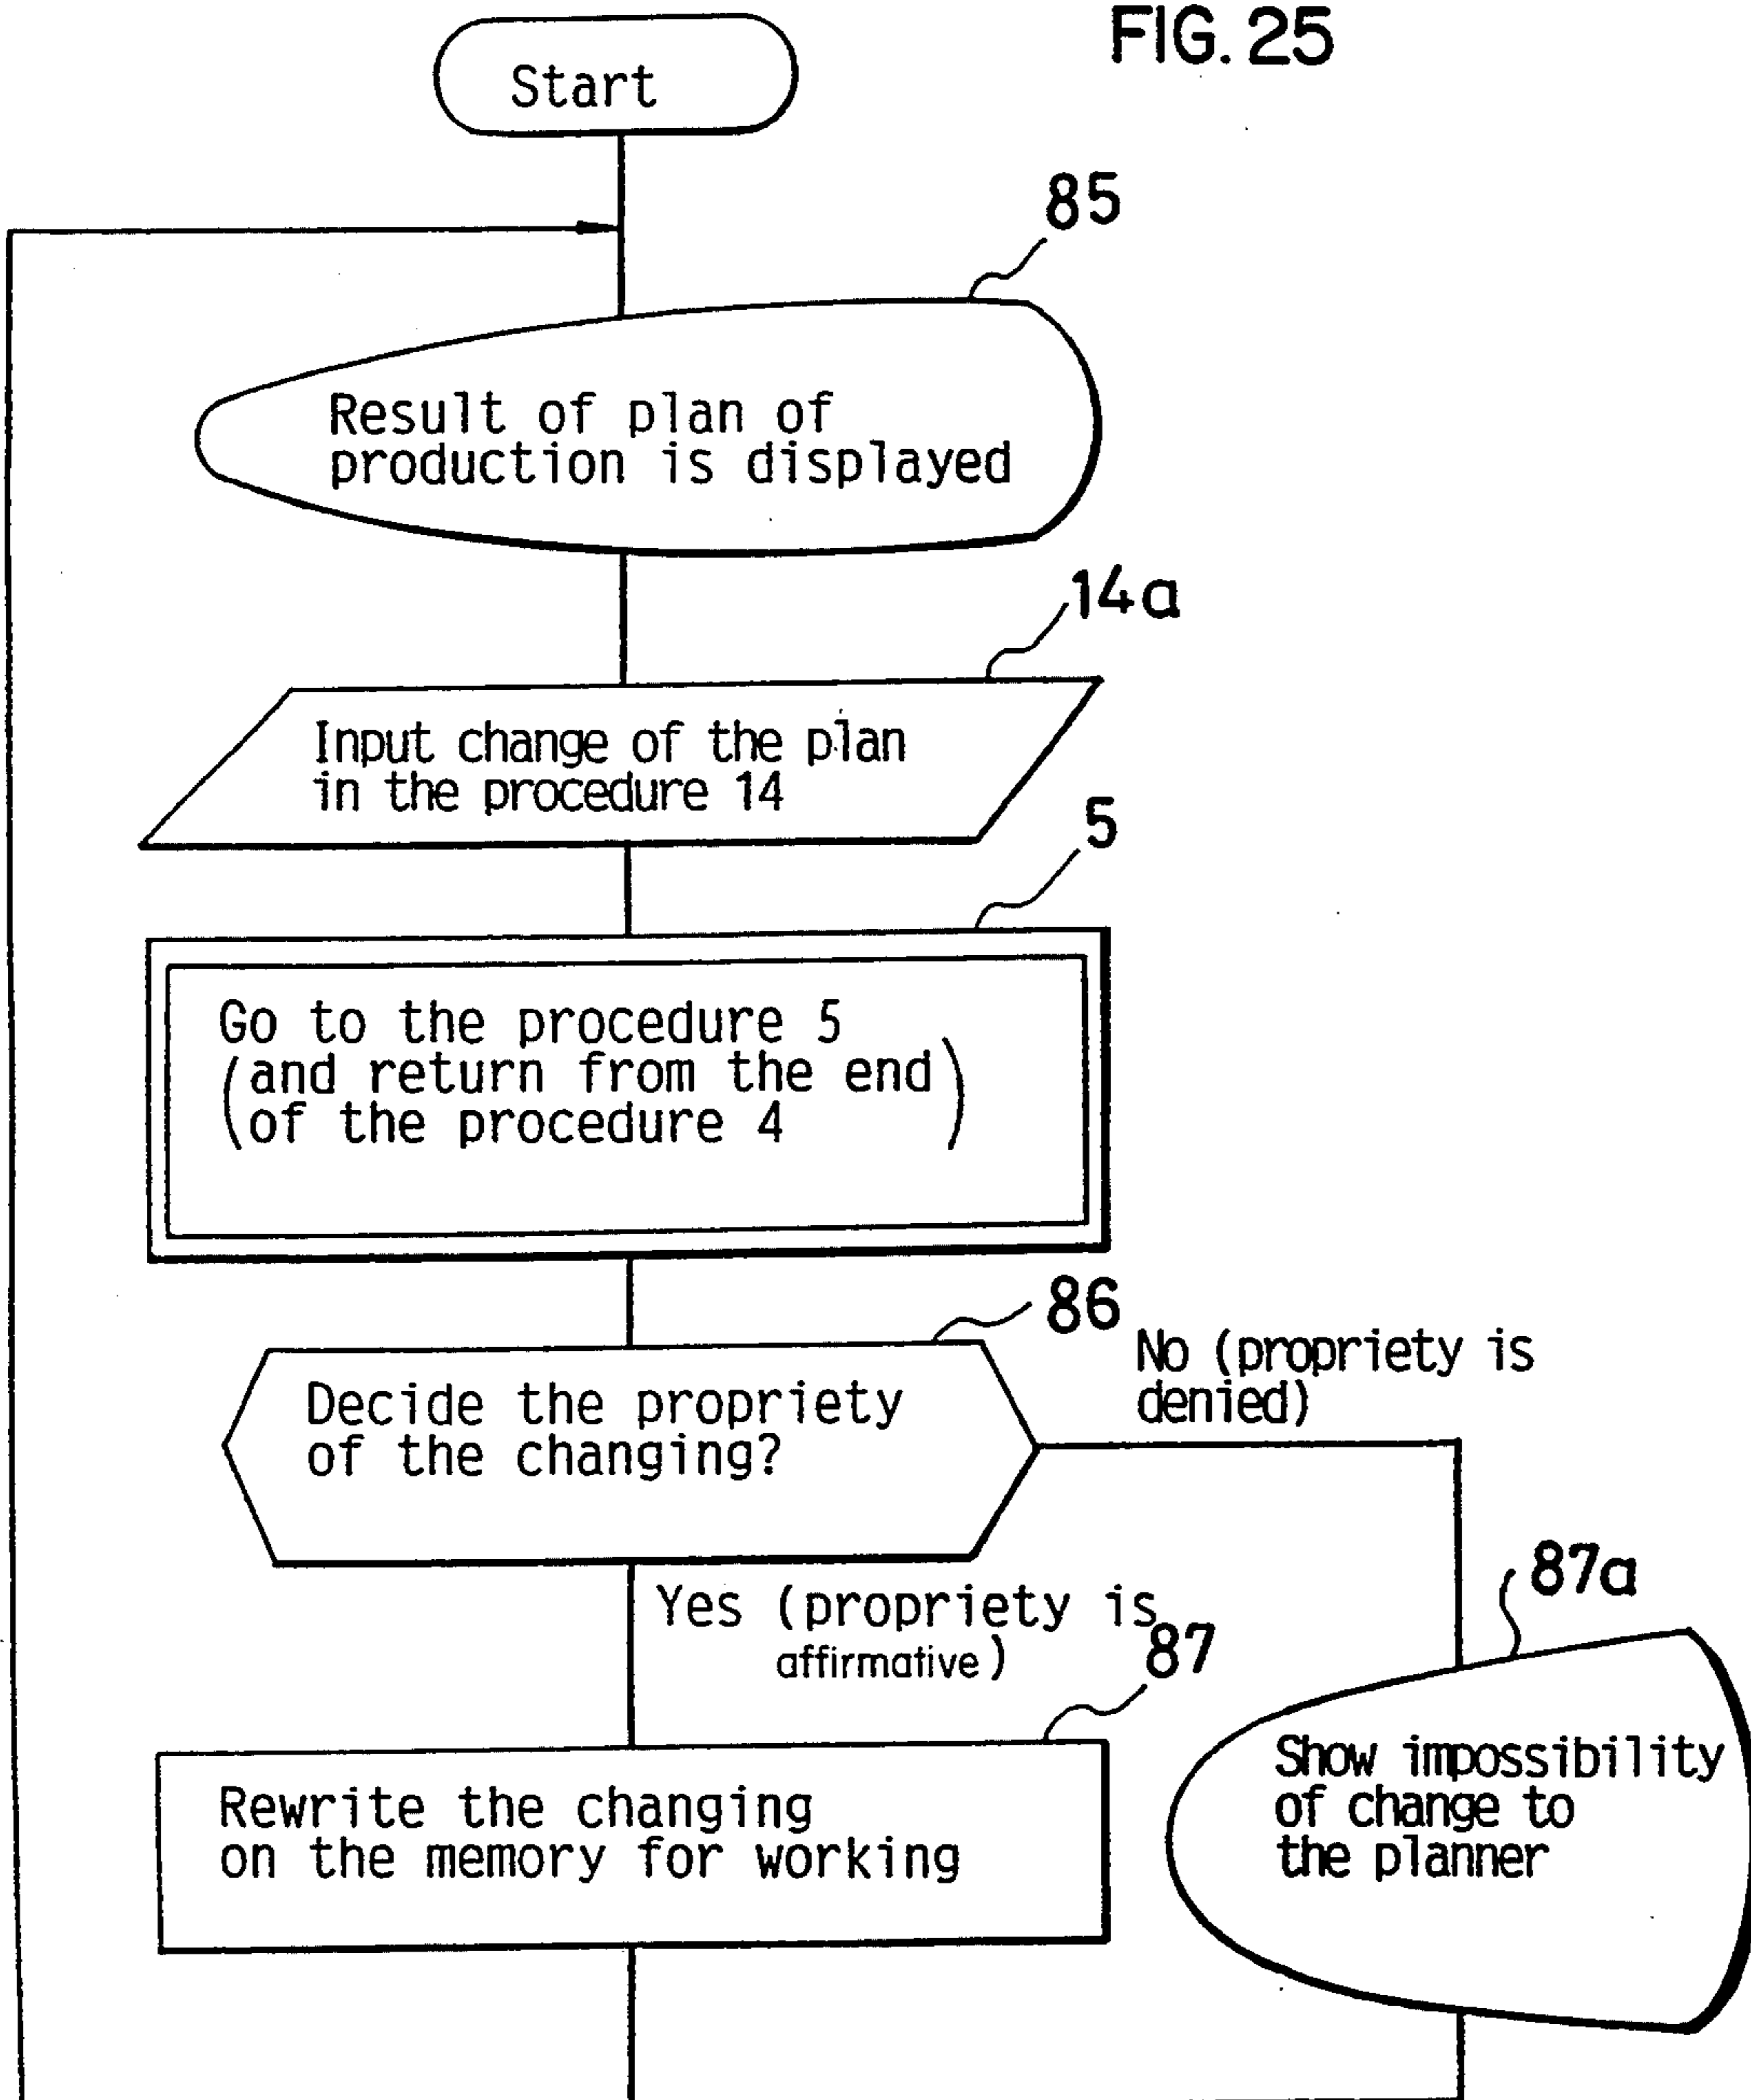 FIG. 25
Start
85
Result of plan of
production is displayed
14a
Input change of the plan
in the procedure 14
5
Go to the procedure 5
(and return from the end)
(of the procedure 4)
86
No (propriety is
denied)
Decide the propriety
of the changing?
87a
Yes (propriety is
affirmative)
87
Show impossibility
of change to
the planner
Rewrite the changing
on the memory for working